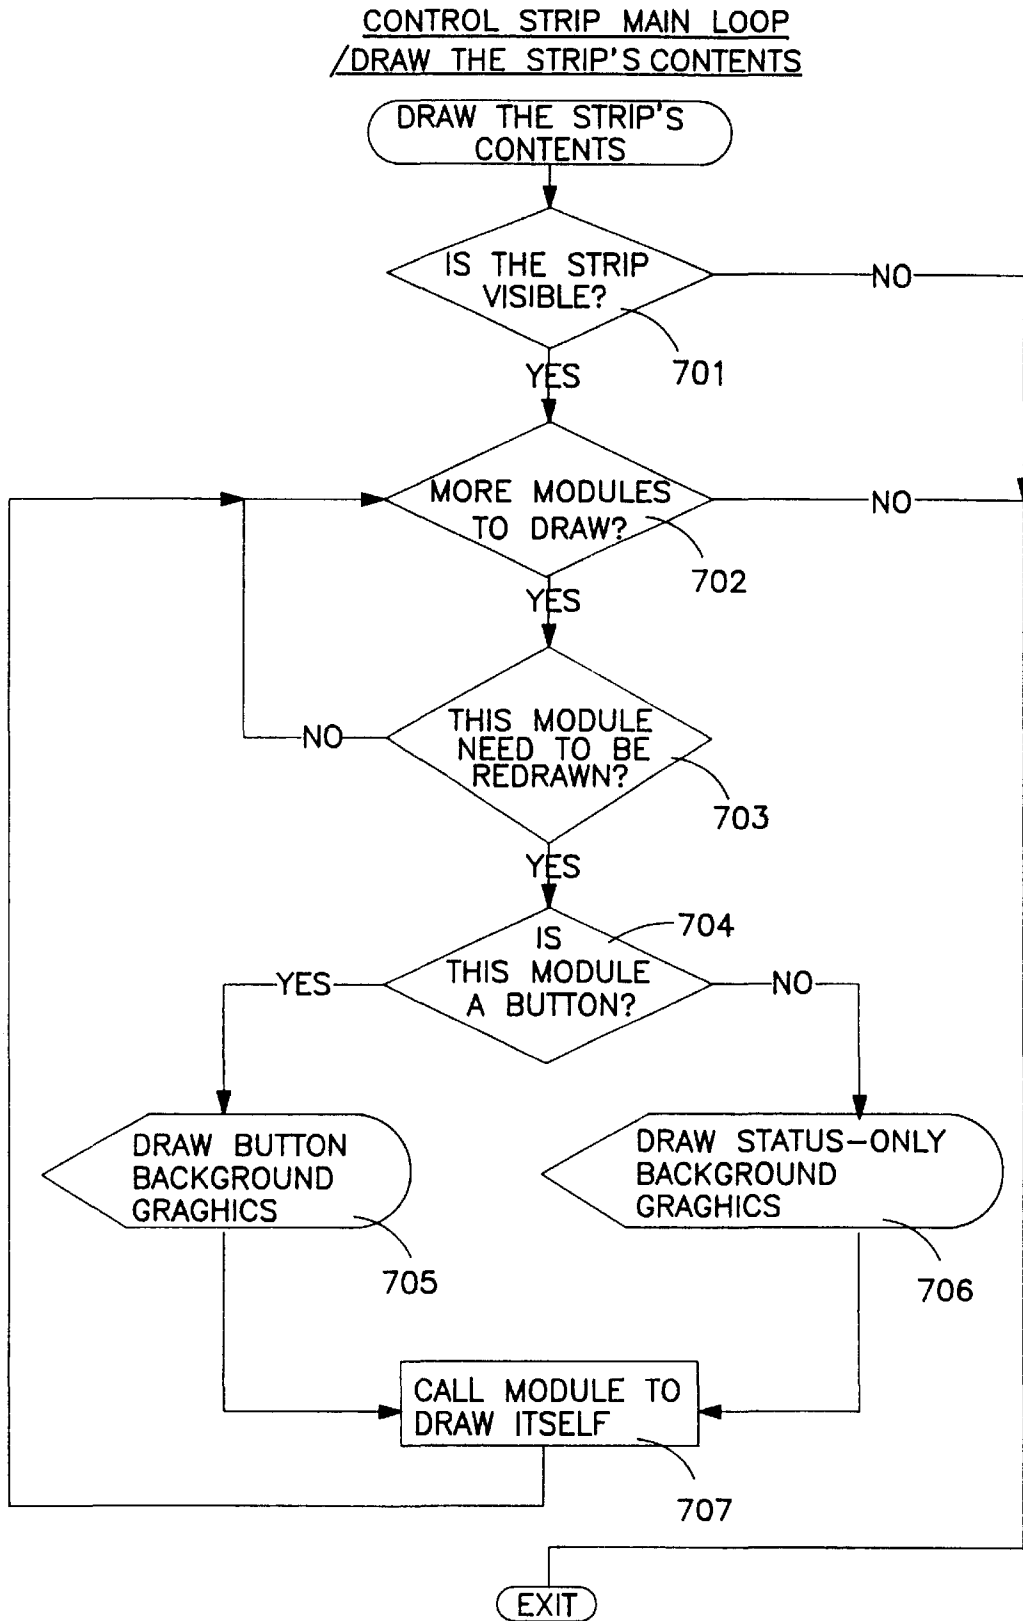 CONTROL STRIP MAIN LOOP
/DRAW THE STRIP'S CONTENTS
DRAW THE STRIP'S
CONTENTS
IS THE STRIP
VISIBLE?
NO
701
YES
MORE MODULES
TO DRAW?
NO
702
YES
THIS MODULE
NEED TO BE
REDRAWN?
NO
703
YES
704
IS
THIS MODULE
A BUTTON?
YES
NO
DRAW BUTTON
BACKGROUND
GRAGHICS
705
DRAW STATUS-ONLY
BACKGROUND
GRAGHICS
706
CALL MODULE TO
DRAW ITSELF
707
EXIT